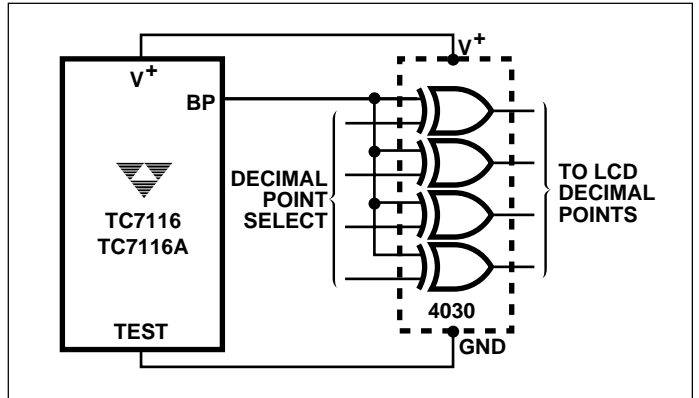 V+
BP
TC7116
TC7116A
TEST
DECIMAL
POINT
SELECT
V+
4030
GND
TO LCD
DECIMAL
POINTS